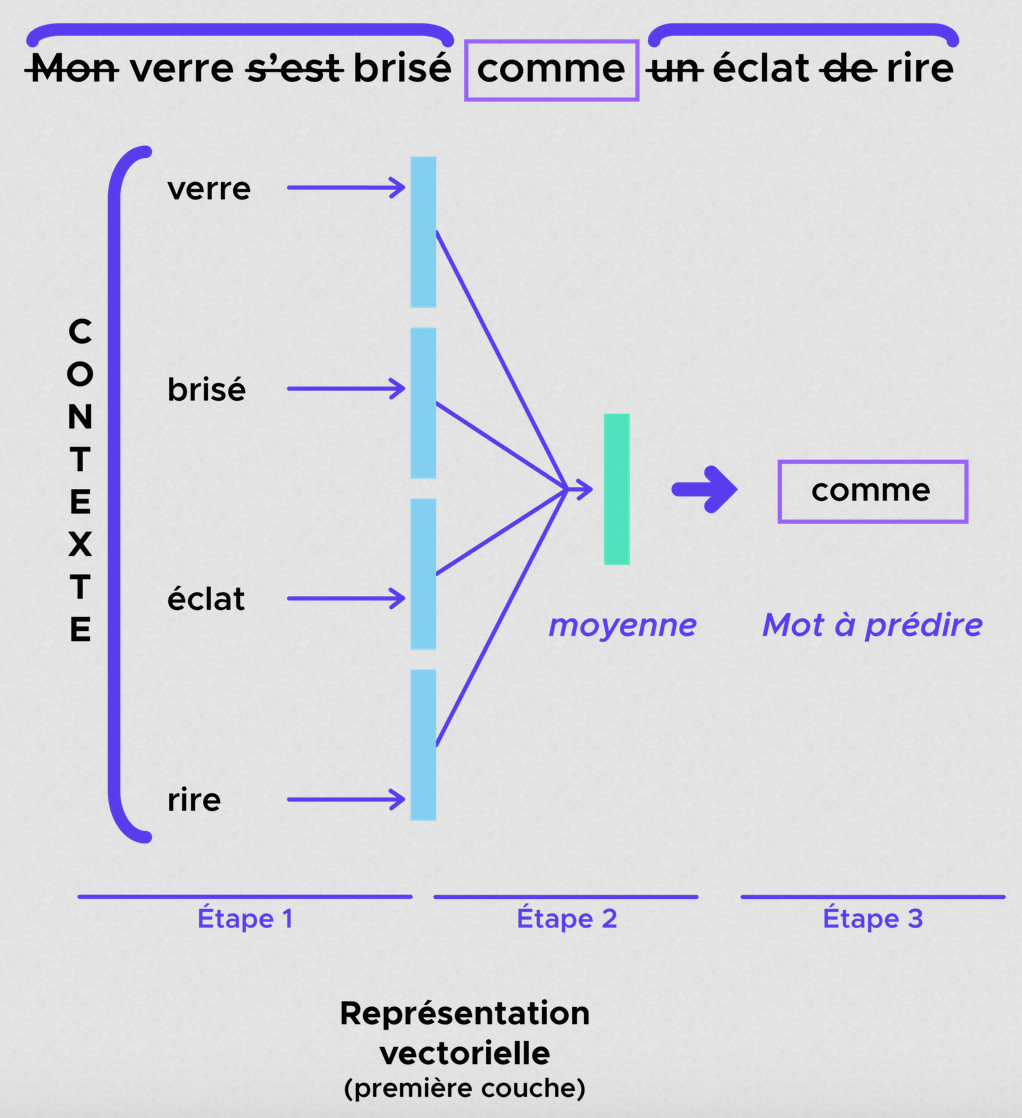 Mon verre s’est brisé comme un éclat de rire
CONTEXTE
verre
brisé
éclat
rire
comme
moyenne
Mot à prédire
Étape 1
Étape 2
Étape 3
Représentation
vectorielle
(première couche)